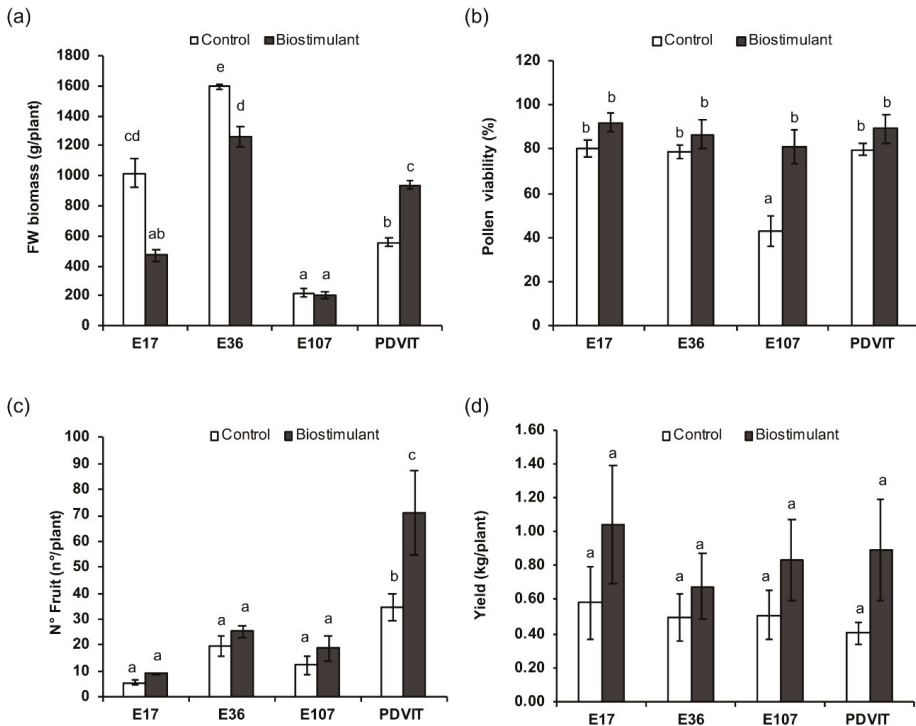 (a)
Control Biostimulant
FW biomass (g/plant)
1800
1600
1400
1200
1000
800
600
400
200
0
cd
ab
e
d
a
a
b
c
E17 E36 E107 PDVIT
(b)
Control Biostimulant
Pollen viability (%)
120
100
80
60
40
20
0
b
b
b
b
a
b
b
b
E17 E36 E107 PDVIT
(c)
Control Biostimulant
N° Fruit (n°/plant)
100
90
80
70
60
50
40
30
20
10
0
a
a
a
a
a
a
b
c
E17 E36 E107 PDVIT
(d)
Control Biostimulant
Yield (kg/plant)
1.60
1.40
1.20
1.00
0.80
0.60
0.40
0.20
0.00
a
a
a
a
a
a
a
a
E17 E36 E107 PDVIT